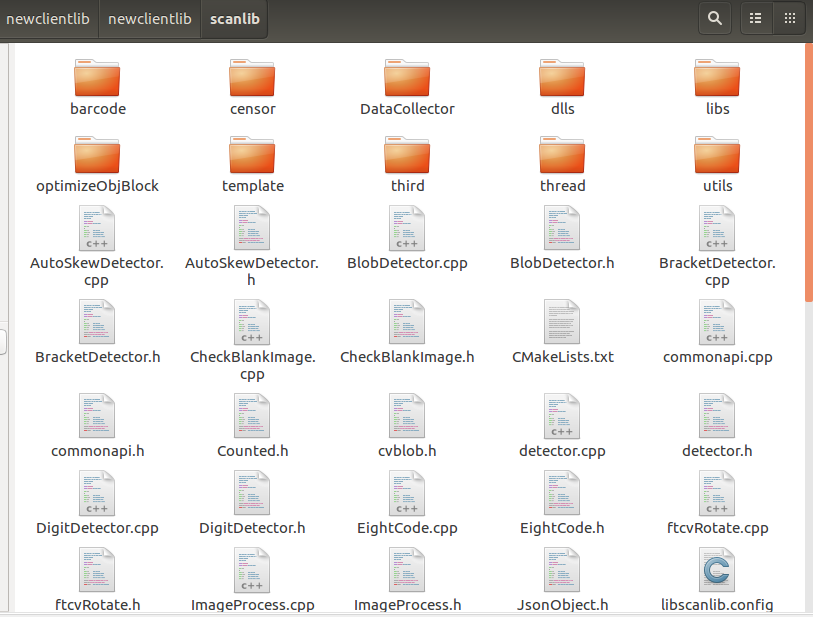 newclientlib newclientlib scanlib
barcode censor DataCollector dlls libs
optimizeObjBlock template third thread utils
AutoSkewDetector.cpp AutoSkewDetector.h BlobDetector.cpp BlobDetector.h BracketDetector.cpp
BracketDetector.h CheckBlankImage.cpp CheckBlankImage.h CMakeLists.txt commonapi.cpp
commonapi.h Counted.h cvblob.h detector.cpp detector.h
DigitDetector.cpp DigitDetector.h EightCode.cpp EightCode.h ftcvRotate.cpp
ftcvRotate.h ImageProcess.cpp ImageProcess.h JsonObject.h libscanlib.config